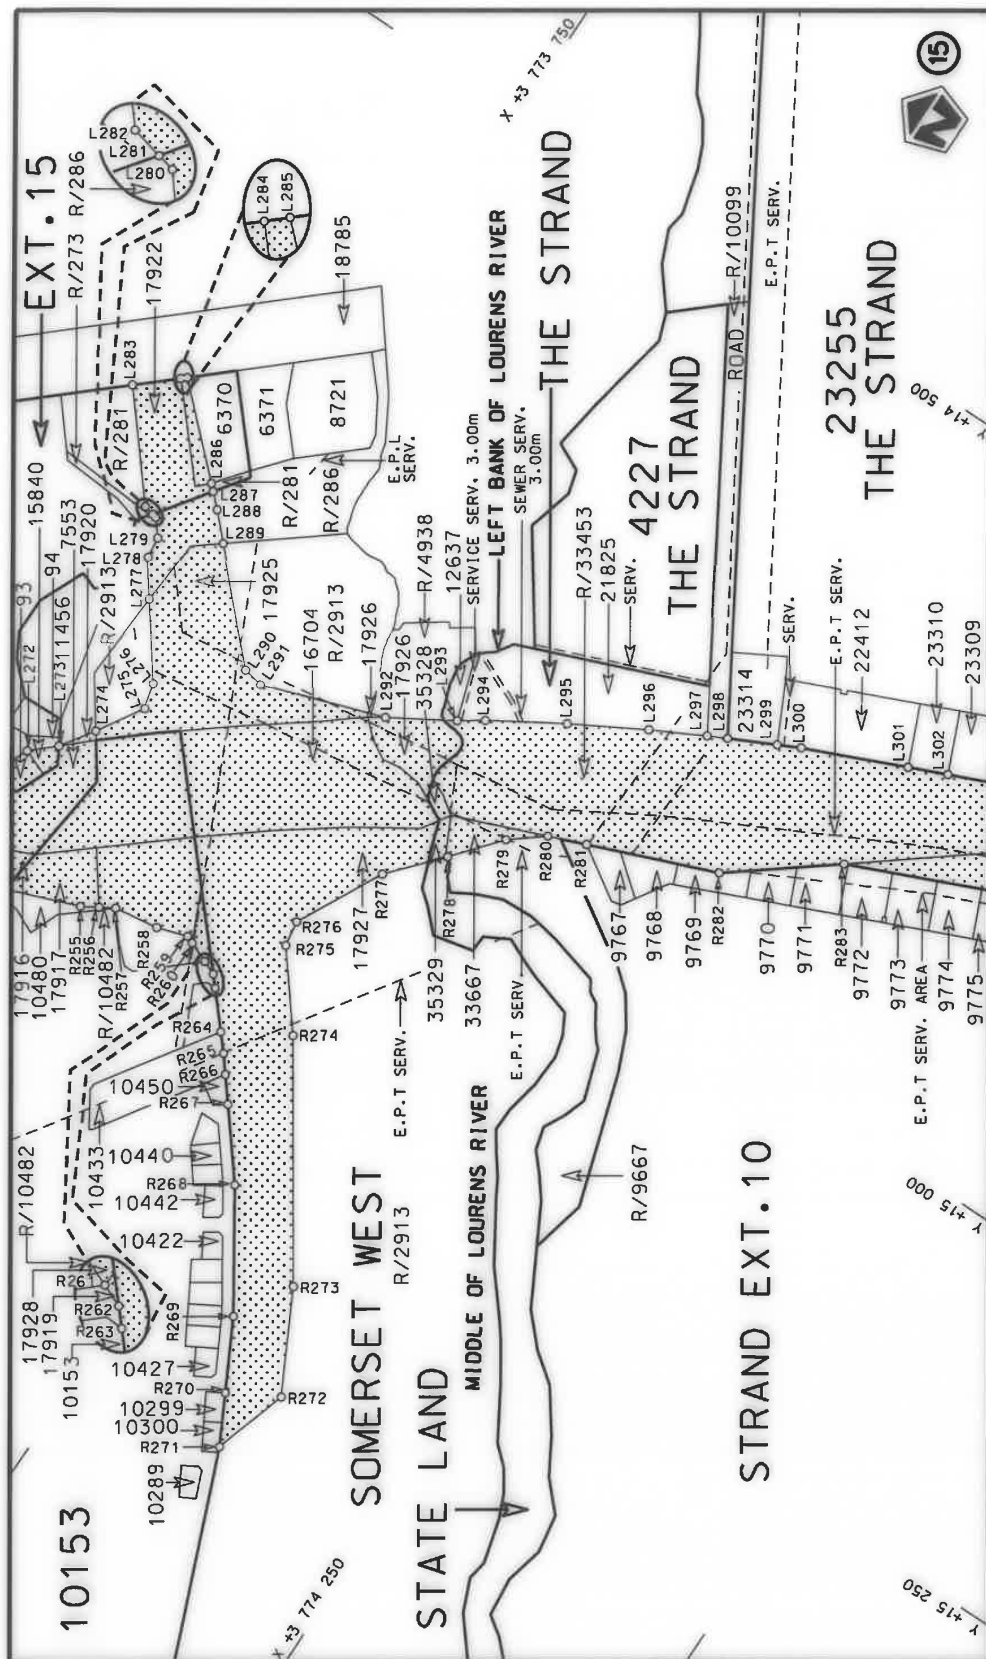 10153
EXT.15
15840
93
94
11456
7553
17920
R/2913
R/273
R/286
R/281
17922
17925
6370
6371
8721
18785
R/281
R/286
E.P.L
SERV.
L272
L273
L274
L275
L276
L277
L278
L279
L280
L281
L282
L283
L284
L285
L286
L287
L288
L289
L290
L291
L292
L293
L294
L295
L296
L297
L298
L299
L300
L301
L302
16704
R/2913
17926
17926
35328
R/4938
12637
SERVICE SERV. 3.00m
LEFT BANK OF LOURENS RIVER
SEWER SERV.
3.00m
THE STRAND
R/33453
21825
SERV.
4227
THE STRAND
ROAD
R/10099
E.P.T SERV.
23255
THE STRAND
23314
SERV.
E.P.T SERV.
22412
23310
23309
17916
10480
17917
R255
R256
R/10482
R257
R258
R259
R260
R261
R262
R263
R264
R265
R266
R267
R268
R269
R270
R271
R272
R273
R274
R275
R276
R277
R278
R279
R280
R281
R282
R283
17927
35329
33667
E.P.T SERV.
E.P.T SERV.
9767
9768
9769
9770
9771
9772
9773
9774
9775
E.P.T SERV. AREA
R/10482
17928
17919
10153
10433
10450
10440
10442
10422
10427
10299
10300
10289
SOMERSET WEST
R/2913
STATE LAND
MIDDLE OF LOURENS RIVER
R/9667
STRAND EXT.10
X +3 773 750
X +3 774 250
Y +14 500
Y +15 000
Y +15 250
N
15